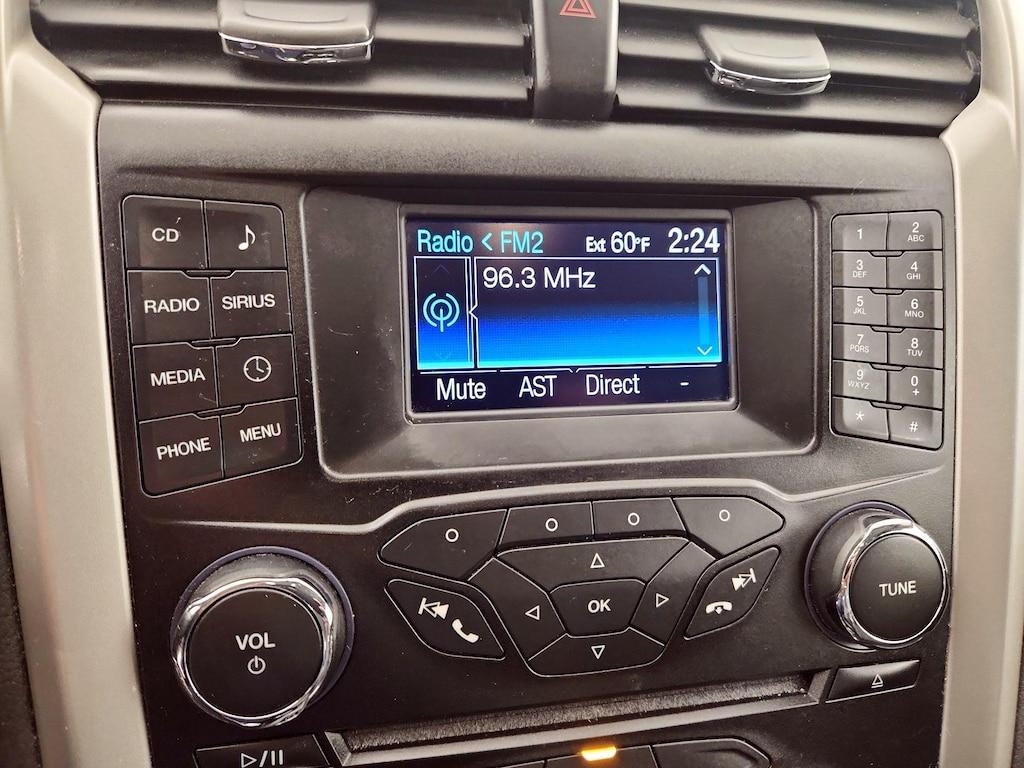 CD
RADIO SIRIUS
MEDIA
PHONE MENU
Radio < FM2 Ext 60°F 2:24
96.3 MHz
Mute AST Direct -
1 2 ABC
3 DEF 4 GHI
5 JKL 6 MNO
7 PQRS 8 TUV
9 WXYZ 0 +
* #
OK
VOL
TUNE